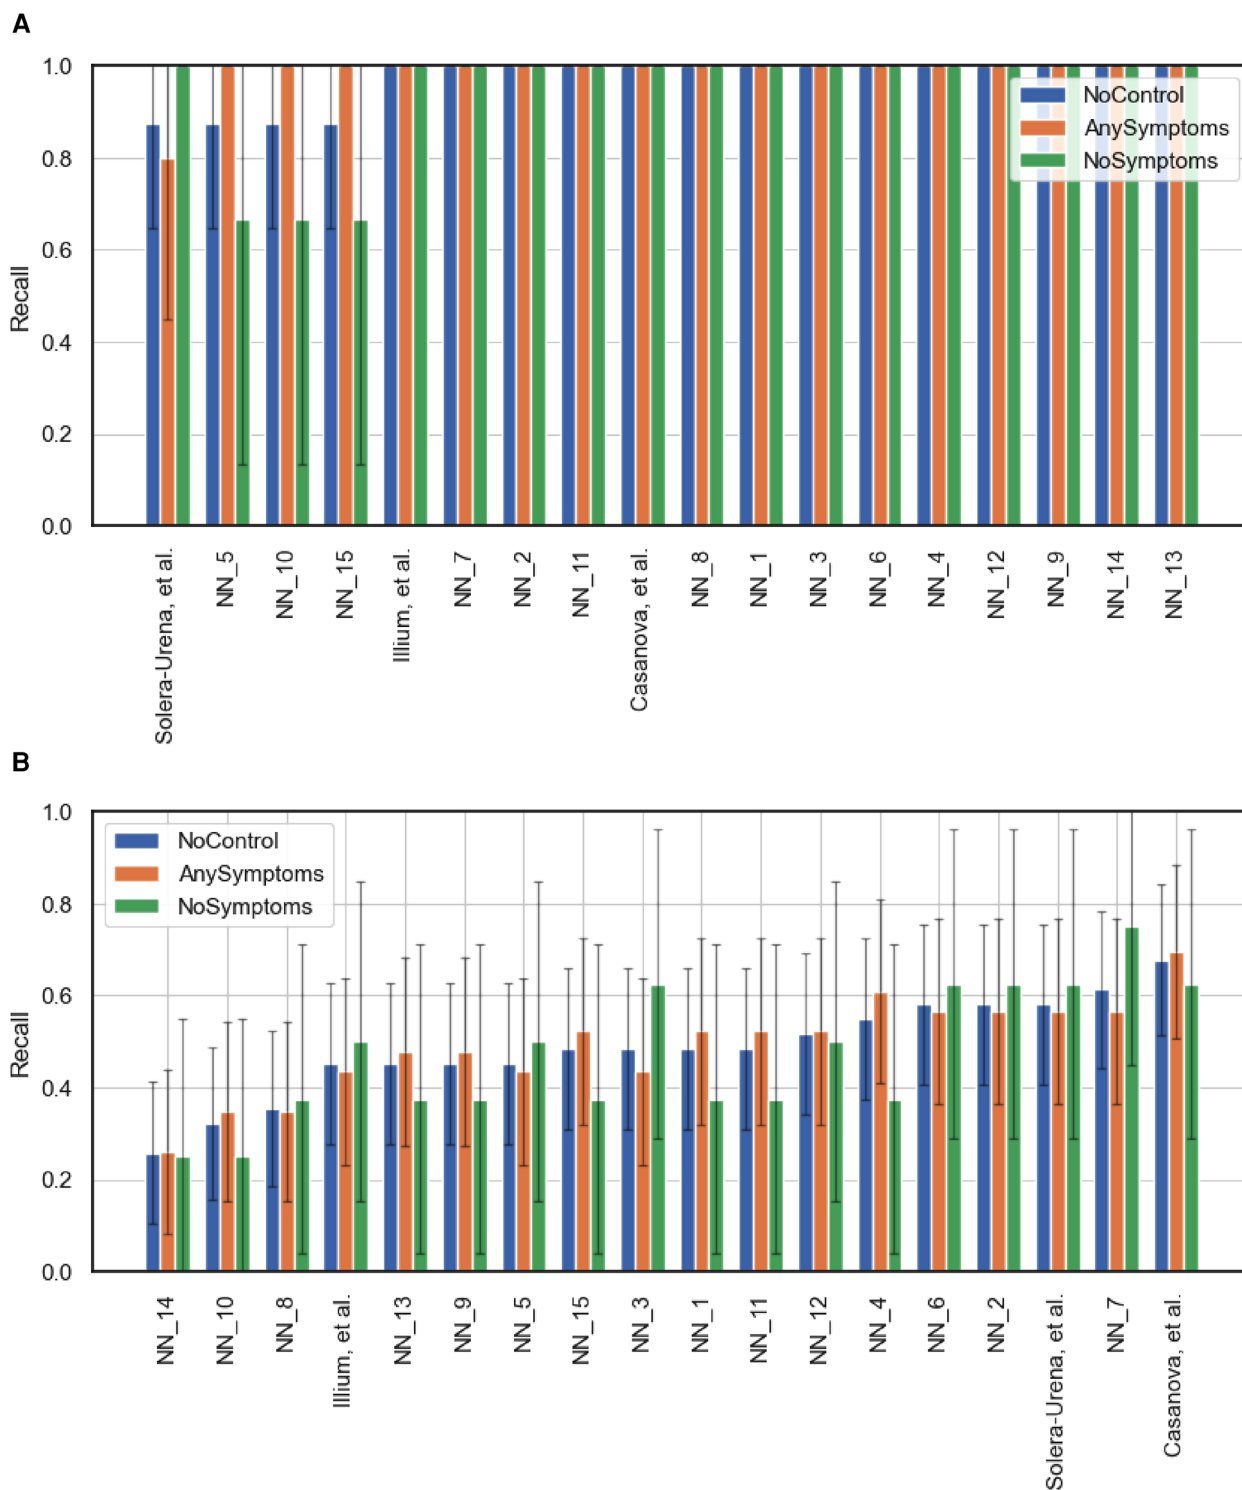 A
1.0
0.8
0.6
0.4
0.2
0.0
Recall
NoControl
AnySymptoms
NoSymptoms
Solera-Urena, et al.
NN_5
NN_10
NN_15
Illium, et al.
NN_7
NN_2
NN_11
Casanova, et al.
NN_8
NN_1
NN_3
NN_6
NN_4
NN_12
NN_9
NN_14
NN_13
B
1.0
0.8
0.6
0.4
0.2
0.0
Recall
NoControl
AnySymptoms
NoSymptoms
NN_14
NN_10
NN_8
Illium, et al.
NN_13
NN_9
NN_5
NN_15
NN_3
NN_1
NN_11
NN_12
NN_4
NN_6
NN_2
Solera-Urena, et al.
NN_7
Casanova, et al.